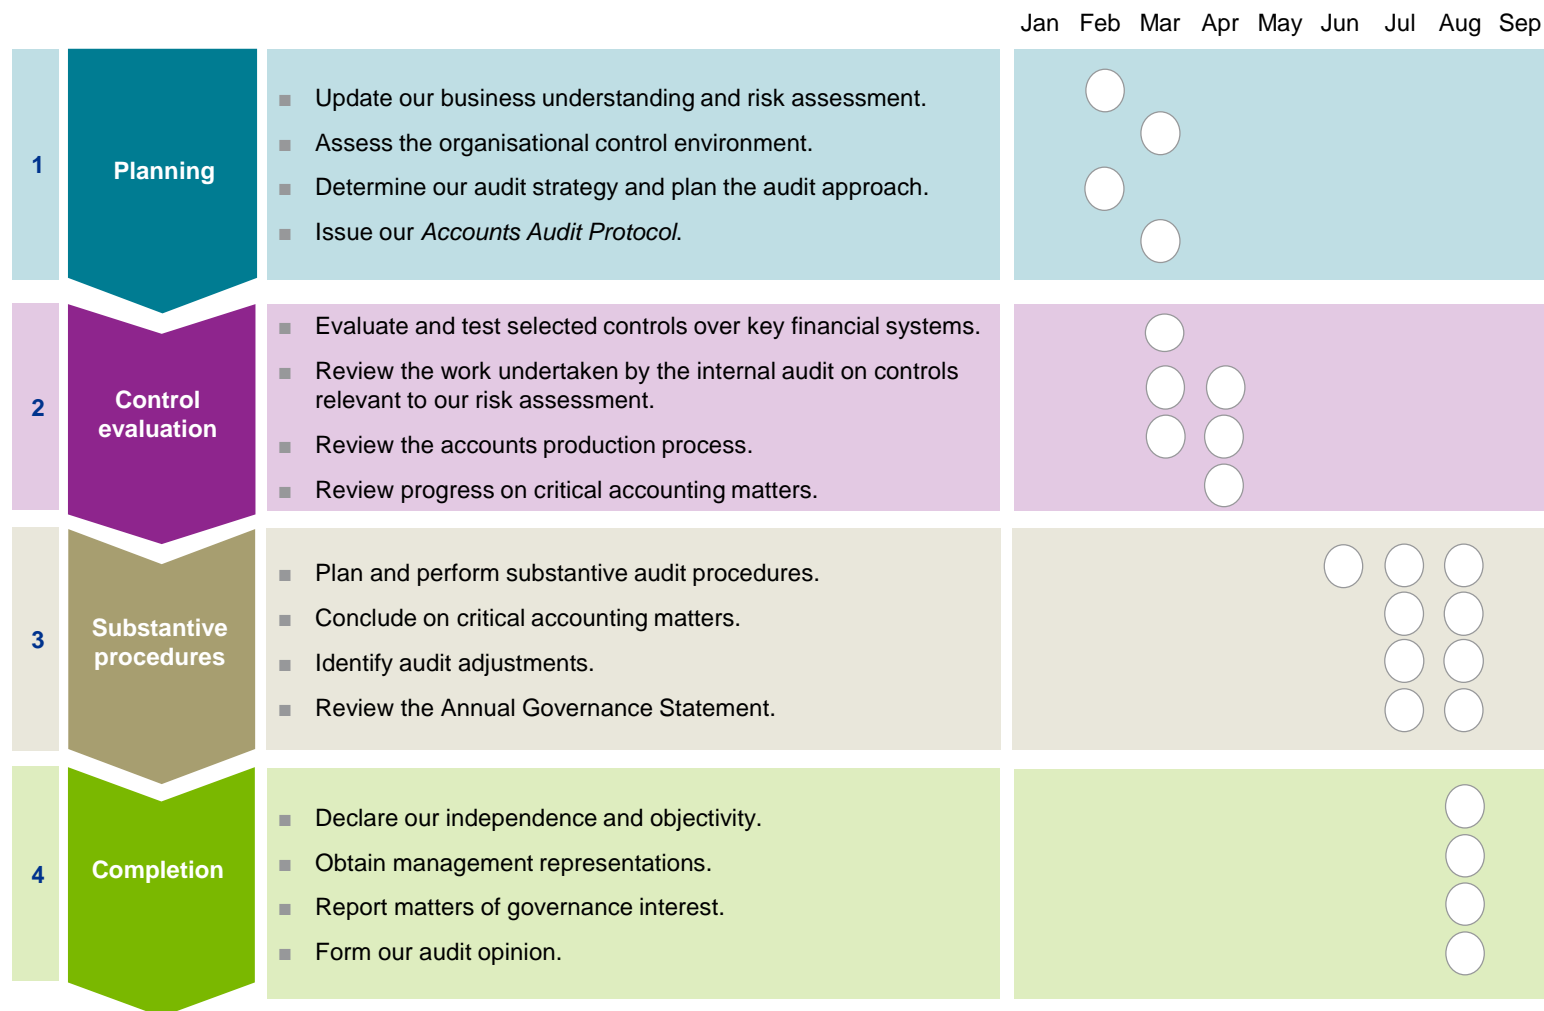 Jan Feb Mar Apr May Jun Jul Aug Sep
1
Planning
■ Update our business understanding and risk assessment.
■ Assess the organisational control environment.
■ Determine our audit strategy and plan the audit approach.
■ Issue our Accounts Audit Protocol.
2
Control
evaluation
■ Evaluate and test selected controls over key financial systems.
■ Review the work undertaken by the internal audit on controls
relevant to our risk assessment.
■ Review the accounts production process.
■ Review progress on critical accounting matters.
3
Substantive
procedures
■ Plan and perform substantive audit procedures.
■ Conclude on critical accounting matters.
■ Identify audit adjustments.
■ Review the Annual Governance Statement.
4
Completion
■ Declare our independence and objectivity.
■ Obtain management representations.
■ Report matters of governance interest.
■ Form our audit opinion.